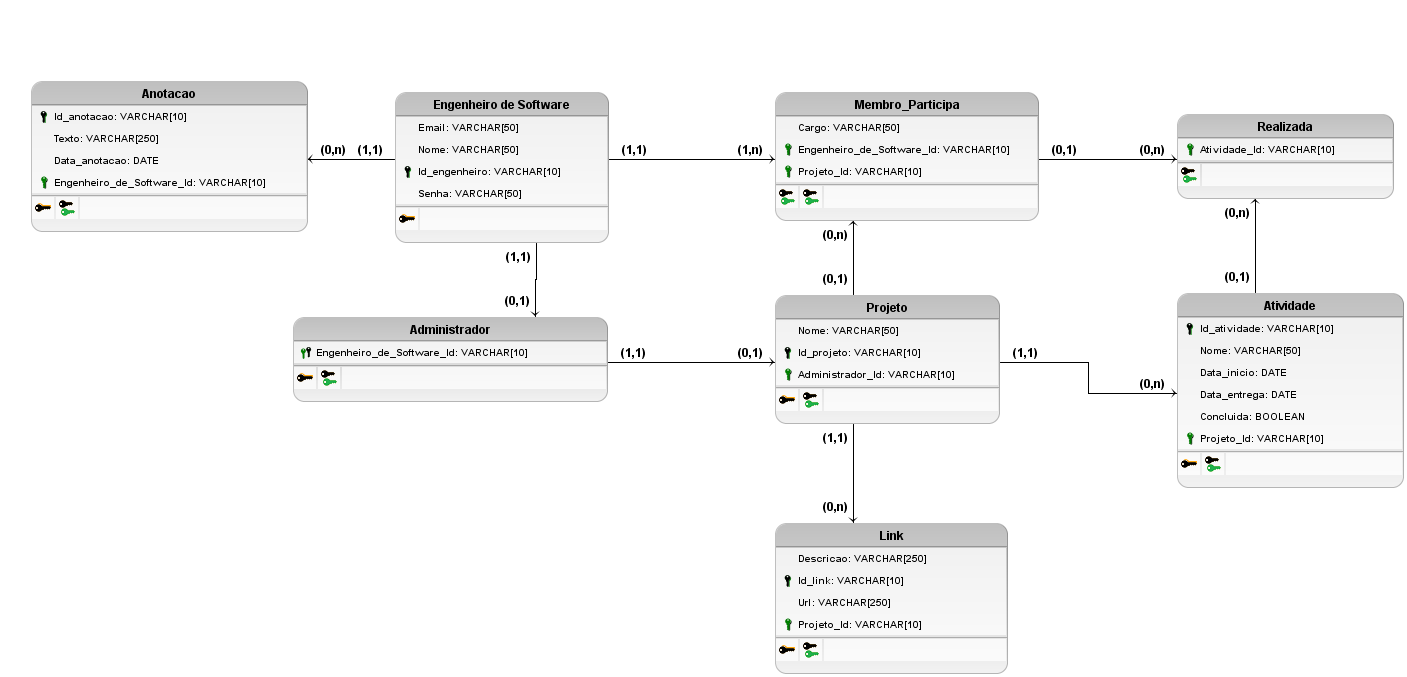 Anotacao
Id_anotacao: VARCHAR[10]
Texto: VARCHAR[250]
Data_anotacao: DATE
Engenheiro_de_Software_Id: VARCHAR[10]
(0,n) (1,1)
Engenheiro de Software
Email: VARCHAR[50]
Nome: VARCHAR[50]
Id_engenheiro: VARCHAR[10]
Senha: VARCHAR[50]
(1,1) (1,n)
Membro_Participa
Cargo: VARCHAR[50]
Engenheiro_de_Software_Id: VARCHAR[10]
Projeto_Id: VARCHAR[10]
(0,1) (0,n)
Realizada
Atividade_Id: VARCHAR[10]
(1,1)
(0,1)
(0,n)
(0,1)
(0,n)
(0,1)
Administrador
Engenheiro_de_Software_Id: VARCHAR[10]
(1,1) (0,1)
Projeto
Nome: VARCHAR[50]
Id_projeto: VARCHAR[10]
Administrador_Id: VARCHAR[10]
(1,1)
(0,n)
Atividade
Id_atividade: VARCHAR[10]
Nome: VARCHAR[50]
Data_inicio: DATE
Data_entrega: DATE
Concluida: BOOLEAN
Projeto_Id: VARCHAR[10]
(1,1)
(0,n)
Link
Descricao: VARCHAR[250]
Id_link: VARCHAR[10]
Url: VARCHAR[250]
Projeto_Id: VARCHAR[10]